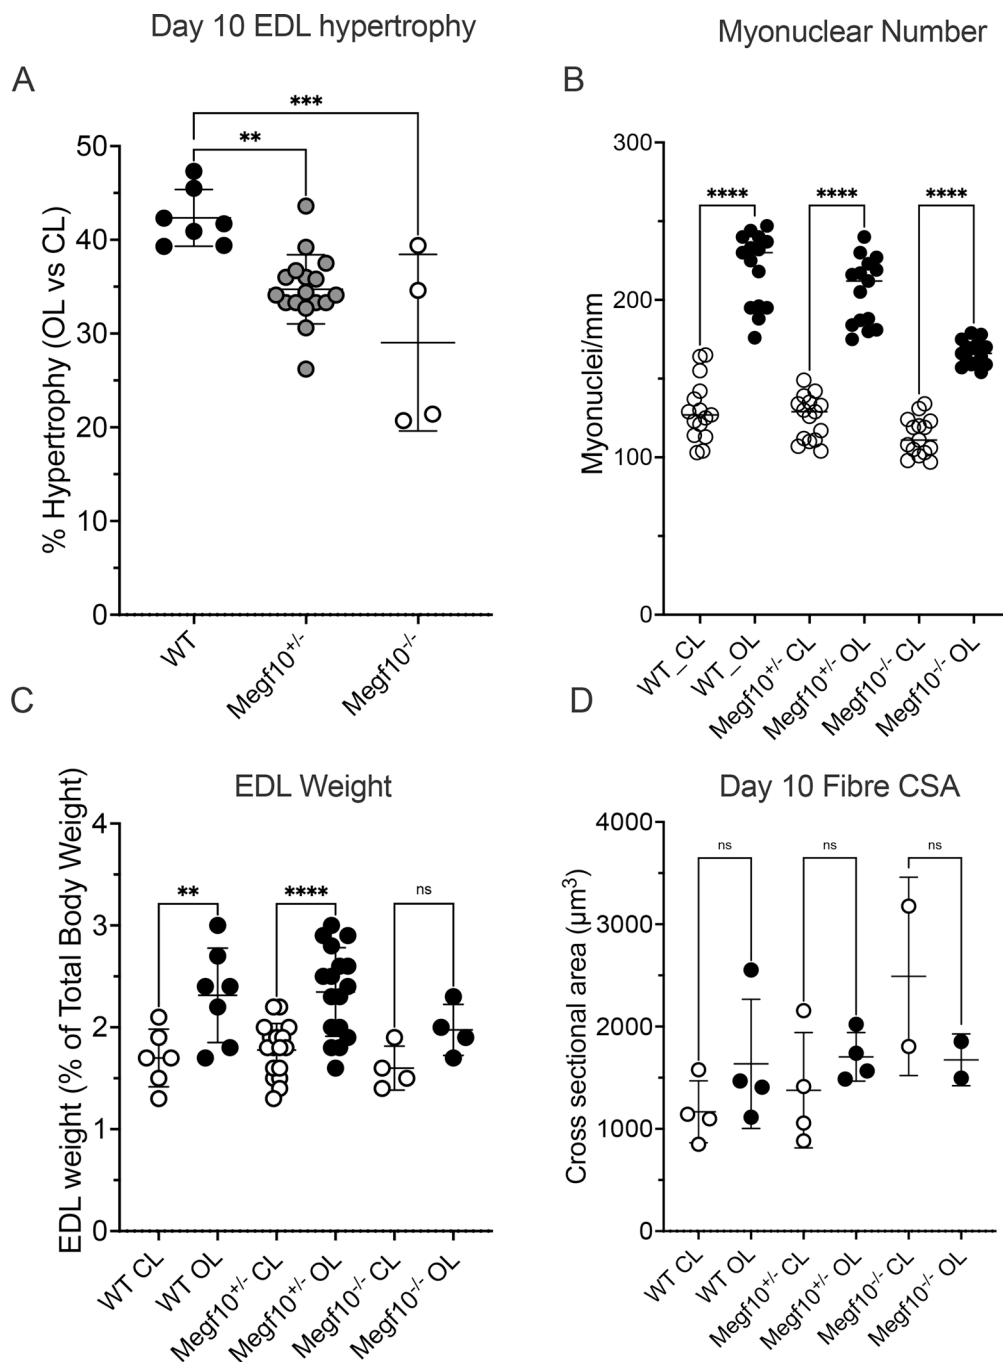 Day 10 EDL hypertrophy
A
% Hypertrophy (OL vs CL)
50
40
30
20
10
0
***
**
WT
Megf10+/-
Megf10-/-
Myonuclear Number
B
Myonuclei/mm
300
200
100
0
****
****
****
WT_CL
WT_OL
Megf10+/- CL
Megf10+/- OL
Megf10-/- CL
Megf10-/- OL
C
EDL Weight
EDL weight (% of Total Body Weight)
4
3
2
1
0
**
****
ns
WT CL
WT OL
Megf10+/- CL
Megf10+/- OL
Megf10-/- CL
Megf10-/- OL
D
Day 10 Fibre CSA
Cross sectional area (µm³)
4000
3000
2000
1000
0
ns
ns
ns
WT CL
WT OL
Megf10+/- CL
Megf10+/- OL
Megf10-/- CL
Megf10-/- OL